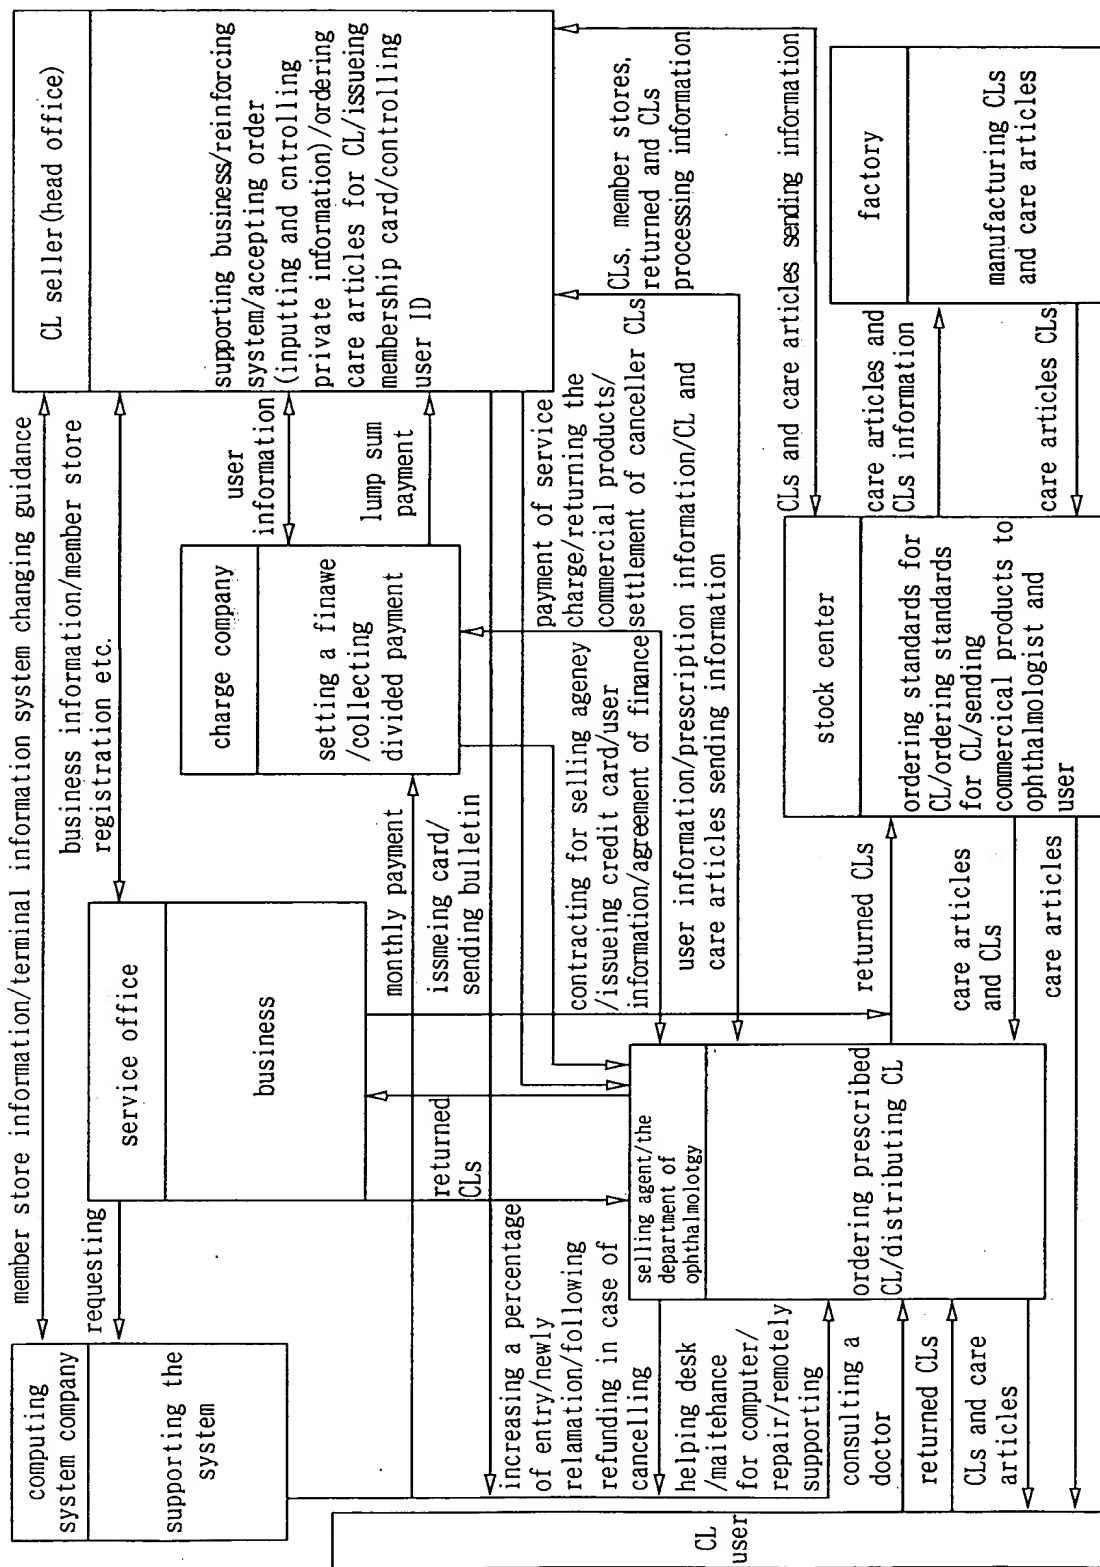 member store information/terminal information system changing guidance
computing
system company
supporting the
system
requesting
service office
business
business information/member store
registration etc.
CL seller(head office)
supporting business/reinforcing
system/accepting order
(inputting and cntrolling
private information)/ordering
care articles for CL/issueing
membership card/controlling
user ID
charge company
setting a finawe
/collecting
divided payment
user
information
lump sum
payment
monthly payment
issmeing card/
sending bulletin
returned
CLs
increasing a percentage
of entry/newly
relamation/following
refunding in case of
cancelling
payment of service
charge/returning the
commercial products/
settlement of canceller CLs
contracting for selling ageney
/issueing credit card/user
information/agreement of finance
CLs, member stores,
returned and CLs
processing information
user information/prescription information/CL and
care articles sending information
selling agent/the
department of
ophthalmolotgy
ordering prescribed
CL/distributing CL
helping desk
/maitehance
for computer/
repair/remotely
supporting
consulting a
doctor
returned CLs
CLs and care
articles
CL
user
CLs and care articles sending information
returned CLs
stock center
ordering standards for
CL/ordering standards
for CL/sending
commercical products to
ophthalmologist and
user
care articles
and CLs
care articles
care articles and
CLs information
care articles CLs
factory
manufacturing CLs
and care articles